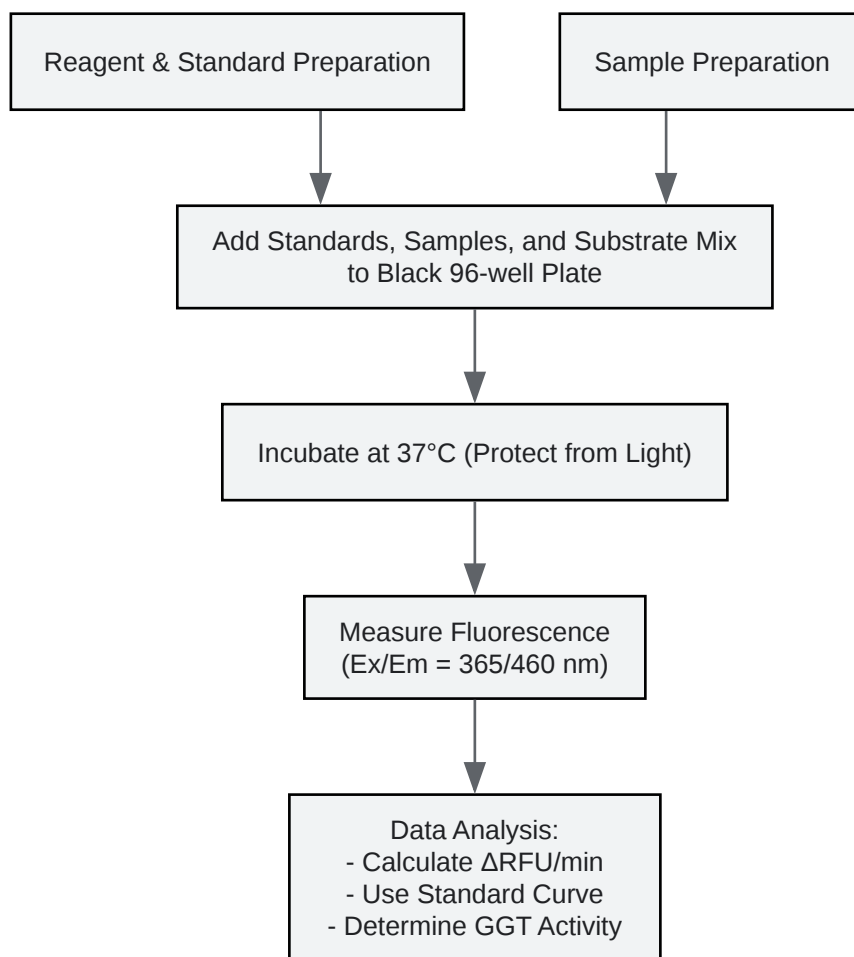 Reagent & Standard Preparation
Sample Preparation
Add Standards, Samples, and Substrate Mix
to Black 96-well Plate
Incubate at 37°C (Protect from Light)
Measure Fluorescence
(Ex/Em = 365/460 nm)
Data Analysis:
- Calculate ΔRFU/min
- Use Standard Curve
- Determine GGT Activity